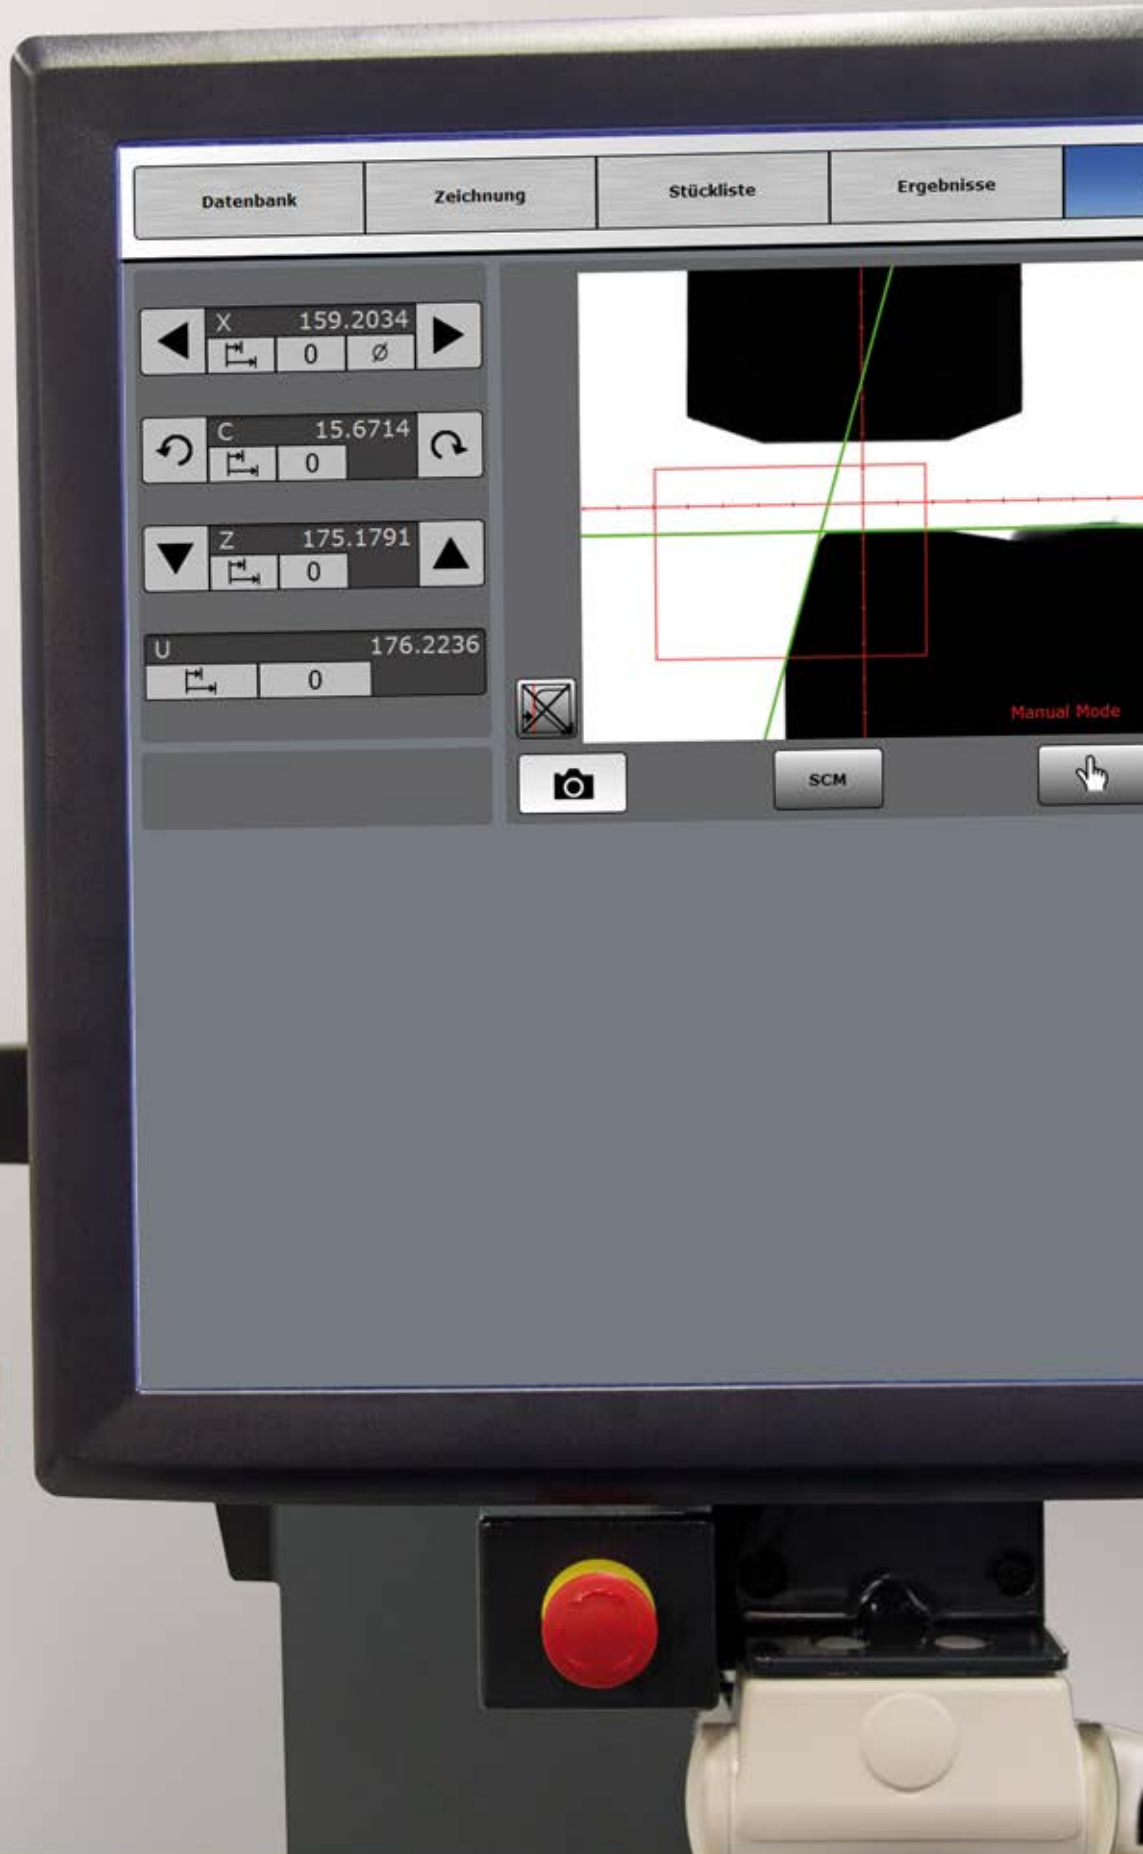 Datenbank
Zeichnung
Stückliste
Ergebnisse
X 159.2034
0 Ø
C 15.6714
0
Z 175.1791
0
U 176.2236
0
Manual Mode
SCM